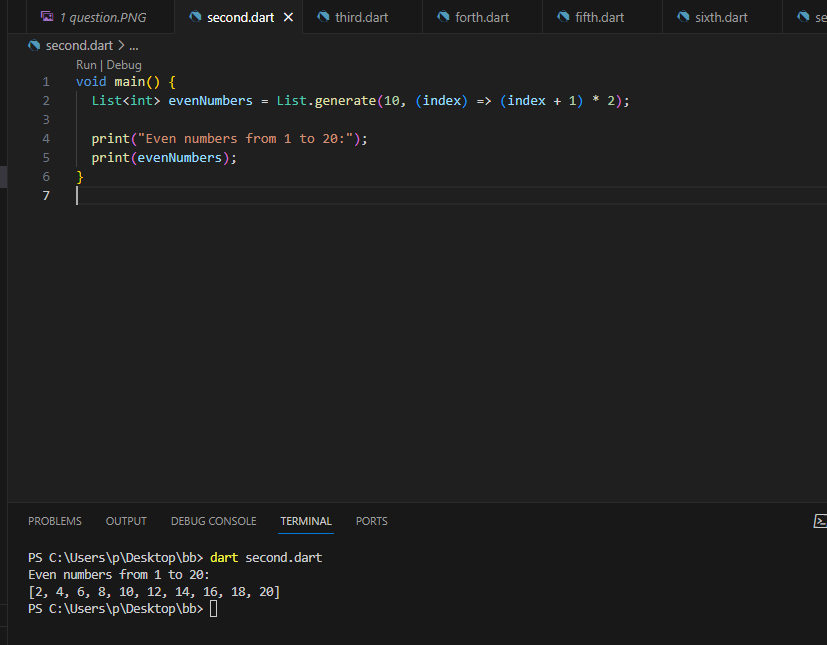 1 question.PNG second.dart third.dart forth.dart fifth.dart sixth.dart se
second.dart > ...
Run | Debug
1 void main() {
2 List<int> evenNumbers = List.generate(10, (index) => (index + 1) * 2);
3
4 print("Even numbers from 1 to 20:");
5 print(evenNumbers);
6 }
7
PROBLEMS OUTPUT DEBUG CONSOLE TERMINAL PORTS
PS C:\Users\p\Desktop\bb> dart second.dart
Even numbers from 1 to 20:
[2, 4, 6, 8, 10, 12, 14, 16, 18, 20]
PS C:\Users\p\Desktop\bb>